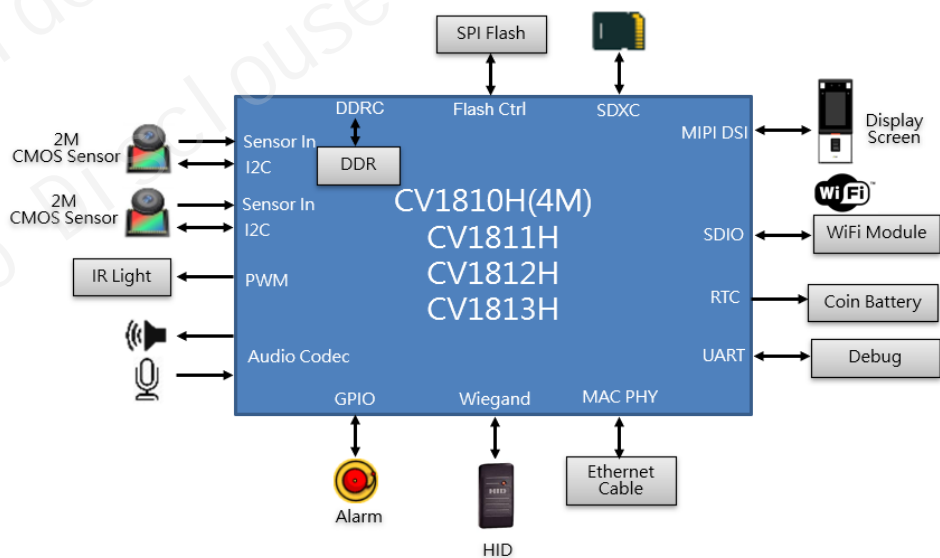 SPI Flash
DDRC
Flash Ctrl
SDXC
MIPI DSI
Display
Screen
2M
CMOS Sensor
Sensor In
I2C
DDR
2M
CMOS Sensor
Sensor In
I2C
CV1810H(4M)
CV1811H
CV1812H
CV1813H
WiFi
SDIO
WiFi Module
IR Light
PWM
RTC
Coin Battery
Audio Codec
UART
Debug
GPIO
Wiegand
MAC PHY
Ethernet
Cable
HID
Alarm
HID